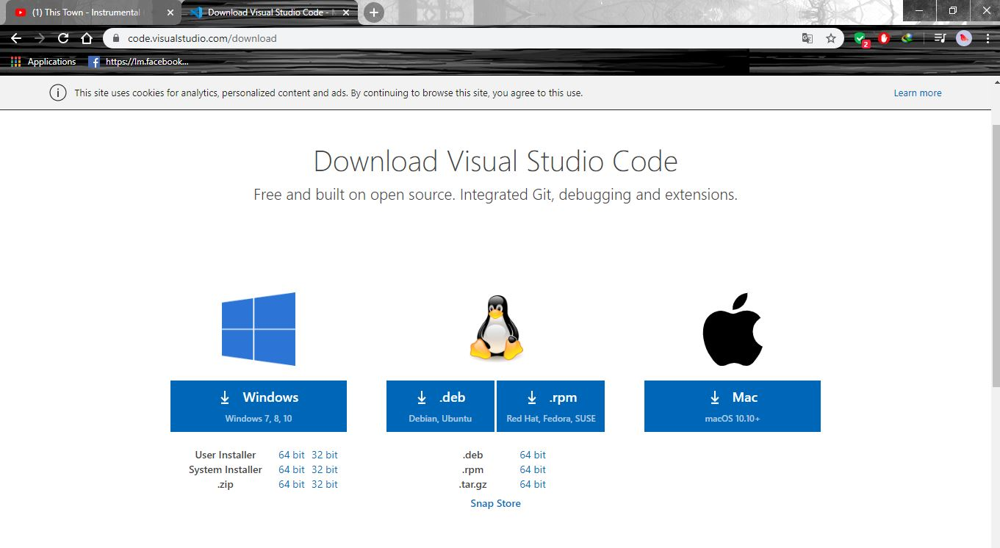 (1) This Town - Instrumental
Download Visual Studio Code -
code.visualstudio.com/download
2
Applications
https://lm.facebook...
This site uses cookies for analytics, personalized content and ads. By continuing to browse this site, you agree to this use.
Learn more
Download Visual Studio Code
Free and built on open source. Integrated Git, debugging and extensions.
Windows
Windows 7, 8, 10
.deb
Debian, Ubuntu
.rpm
Red Hat, Fedora, SUSE
Mac
macOS 10.10+
User Installer 64 bit 32 bit
System Installer 64 bit 32 bit
.zip 64 bit 32 bit
.deb 64 bit
.rpm 64 bit
.tar.gz 64 bit
Snap Store